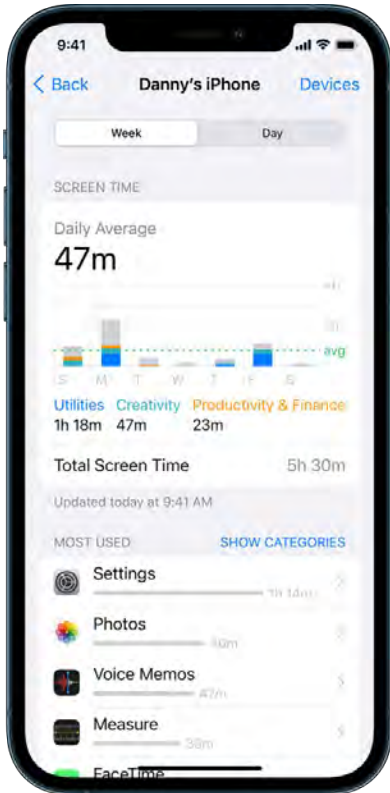 9:41
Back Danny's iPhone Devices
Week Day
SCREEN TIME
Daily Average
47m
avg
S M T W T F S
Utilities Creativity Productivity & Finance
1h 18m 47m 23m
Total Screen Time 5h 30m
Updated today at 9:41 AM
MOST USED SHOW CATEGORIES
Settings
1h 14m
Photos
Voice Memos
47m
Measure
FaceTime